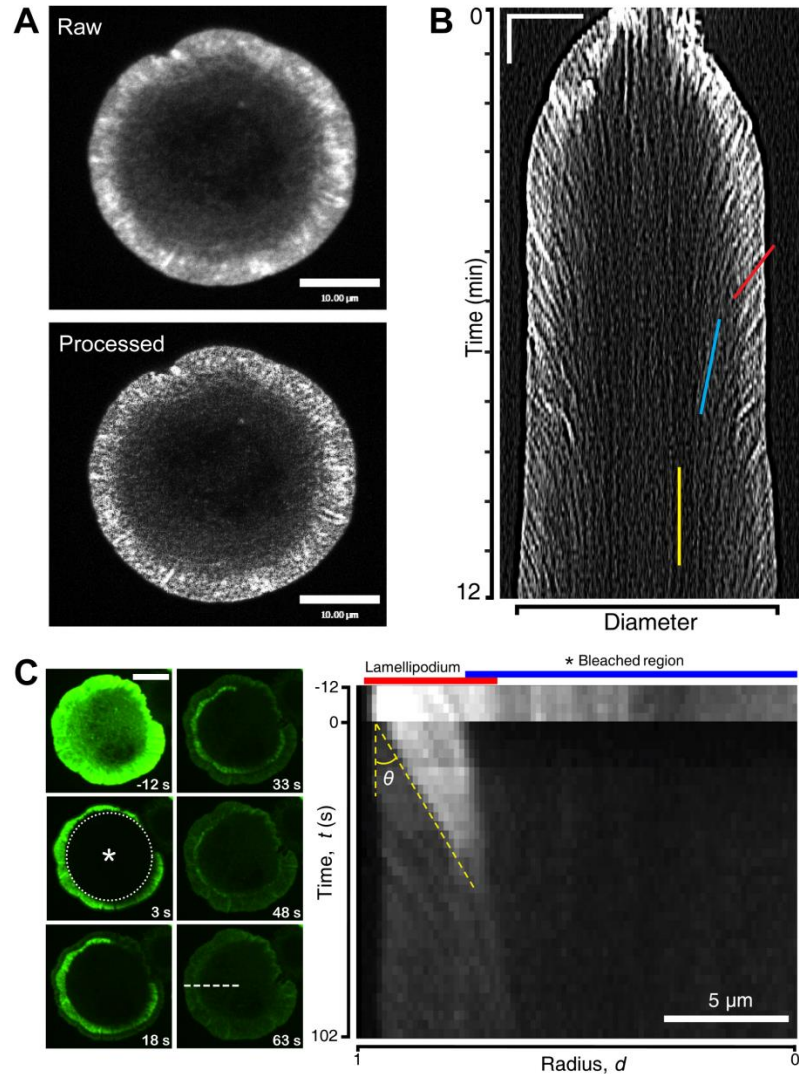 A
Raw
10.00 µm
Processed
10.00 µm
B
0
Time (min)
12
Diameter
C
-12 s
33 s
*
3 s
48 s
18 s
63 s
Lamellipodium
* Bleached region
-12
0
θ
Time, t (s)
102
5 µm
1
Radius, d
0